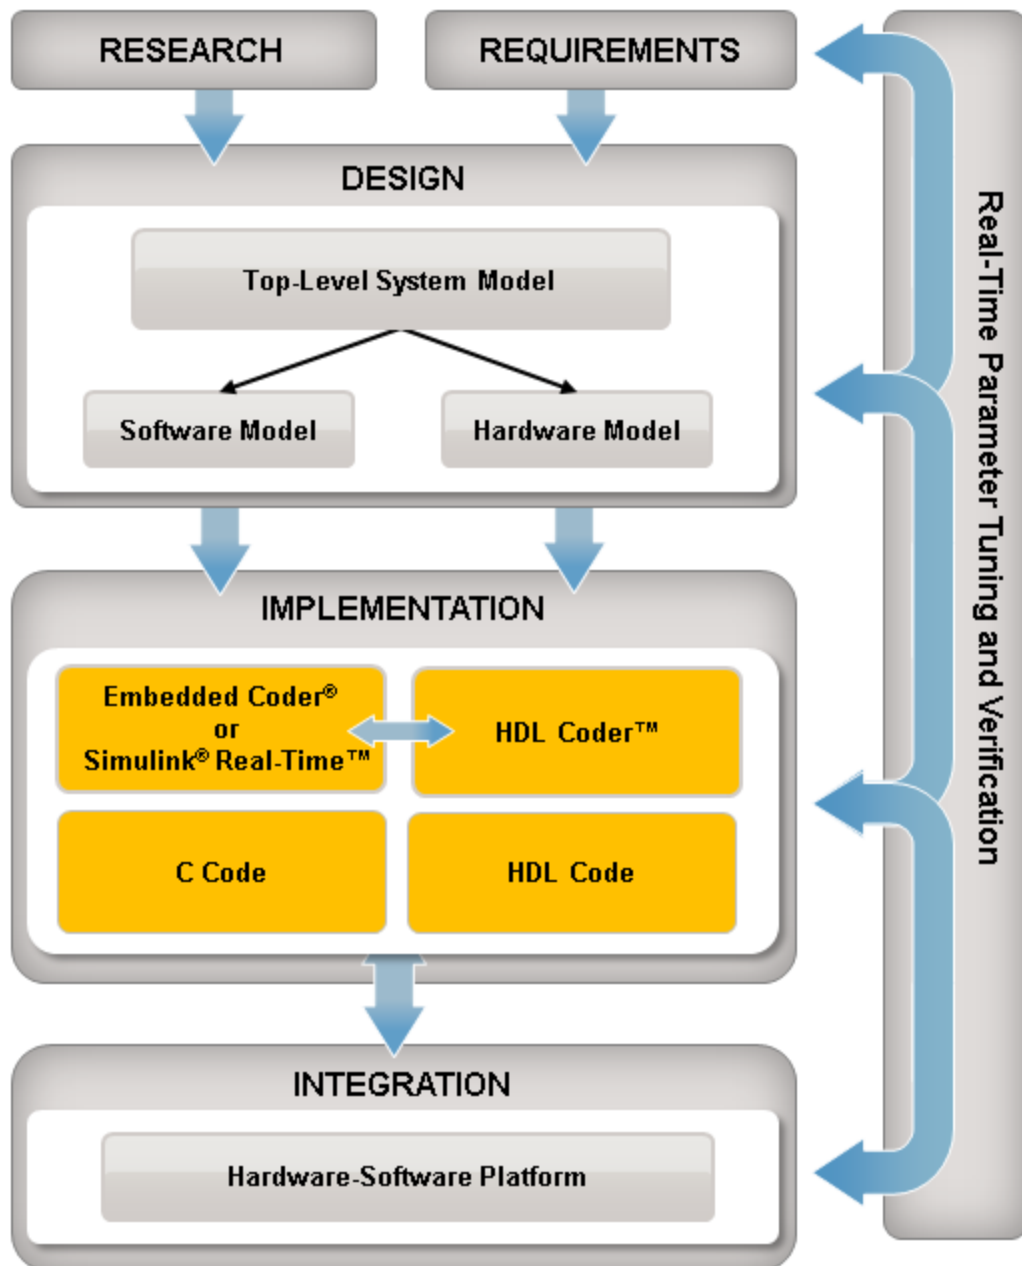 RESEARCH
REQUIREMENTS
DESIGN
Top-Level System Model
Software Model
Hardware Model
IMPLEMENTATION
Embedded Coder®
or
Simulink® Real-Time™
HDL Coder™
C Code
HDL Code
INTEGRATION
Hardware-Software Platform
Real-Time Parameter Tuning and Verification